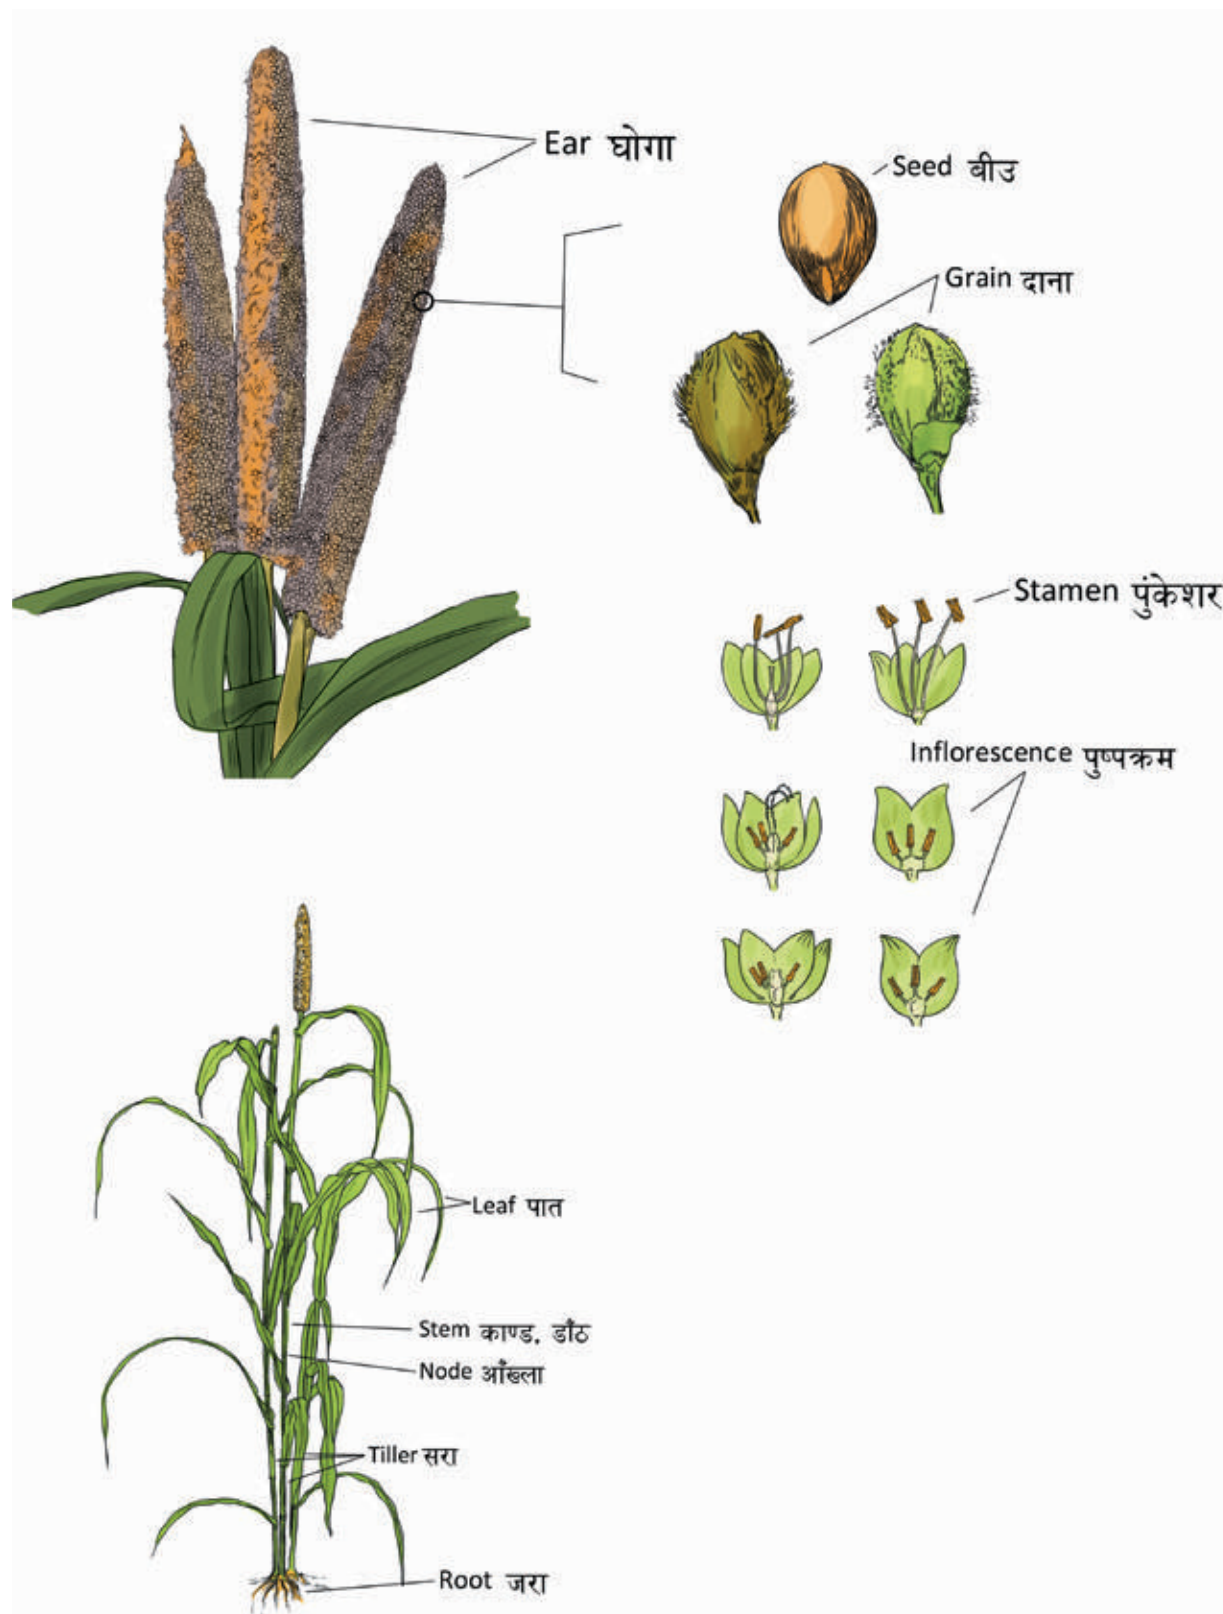 Ear घोगा
Seed बीउ
Grain दाना
Stamen पुंकेशर
Inflorescence पुष्पक्रम
Leaf पात
Stem काण्ड, डाँठ
Node आँख्ला
Tiller सरा
Root जरा